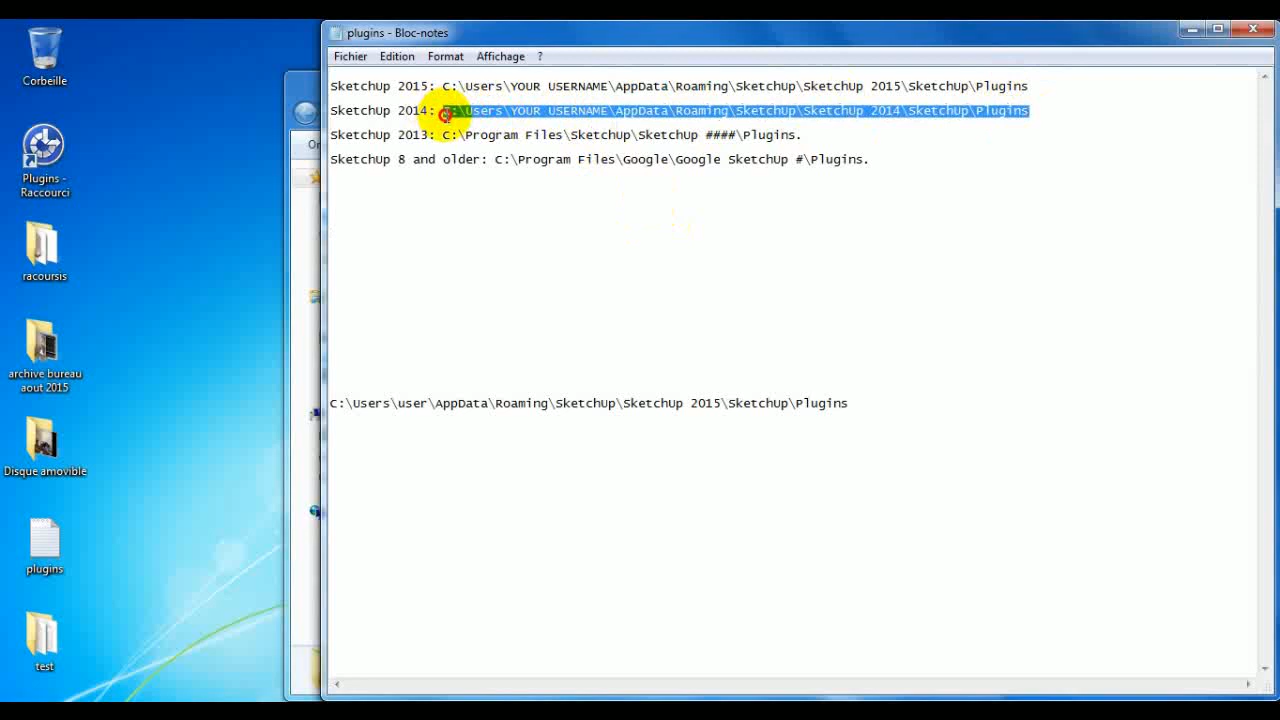 plugins - Bloc-notes
Fichier Edition Format Affichage ?
SketchUp 2015: C:\Users\YOUR USERNAME\AppData\Roaming\SketchUp\SketchUp 2015\SketchUp\Plugins
SketchUp 2014: C:\Users\YOUR USERNAME\AppData\Roaming\SketchUp\SketchUp 2014\SketchUp\Plugins
SketchUp 2013: C:\Program Files\SketchUp\SketchUp ####\Plugins.
SketchUp 8 and older: C:\Program Files\Google\Google SketchUp #\Plugins.
C:\Users\user\AppData\Roaming\SketchUp\SketchUp 2015\SketchUp\Plugins
Corbeille
Plugins -
Raccourci
racoursis
archive bureau
aout 2015
Disque amovible
plugins
test
Or